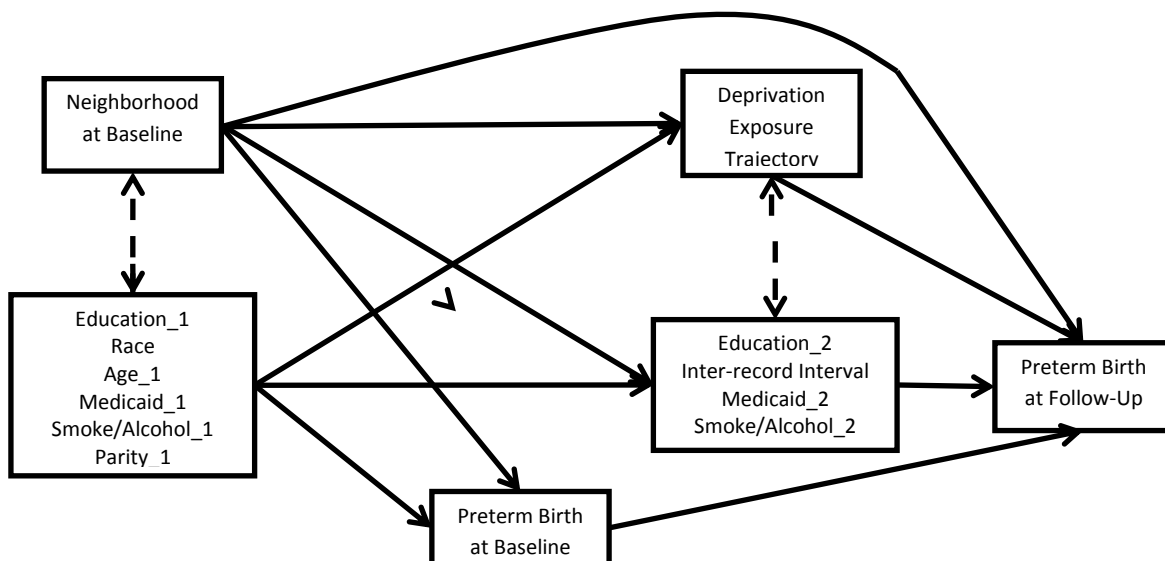 Neighborhood
at Baseline
Deprivation
Exposure
Trajectory
Education_1
Race
Age_1
Medicaid_1
Smoke/Alcohol_1
Parity_1
Education_2
Inter-record Interval
Medicaid_2
Smoke/Alcohol_2
Preterm Birth
at Follow-Up
Preterm Birth
at Baseline